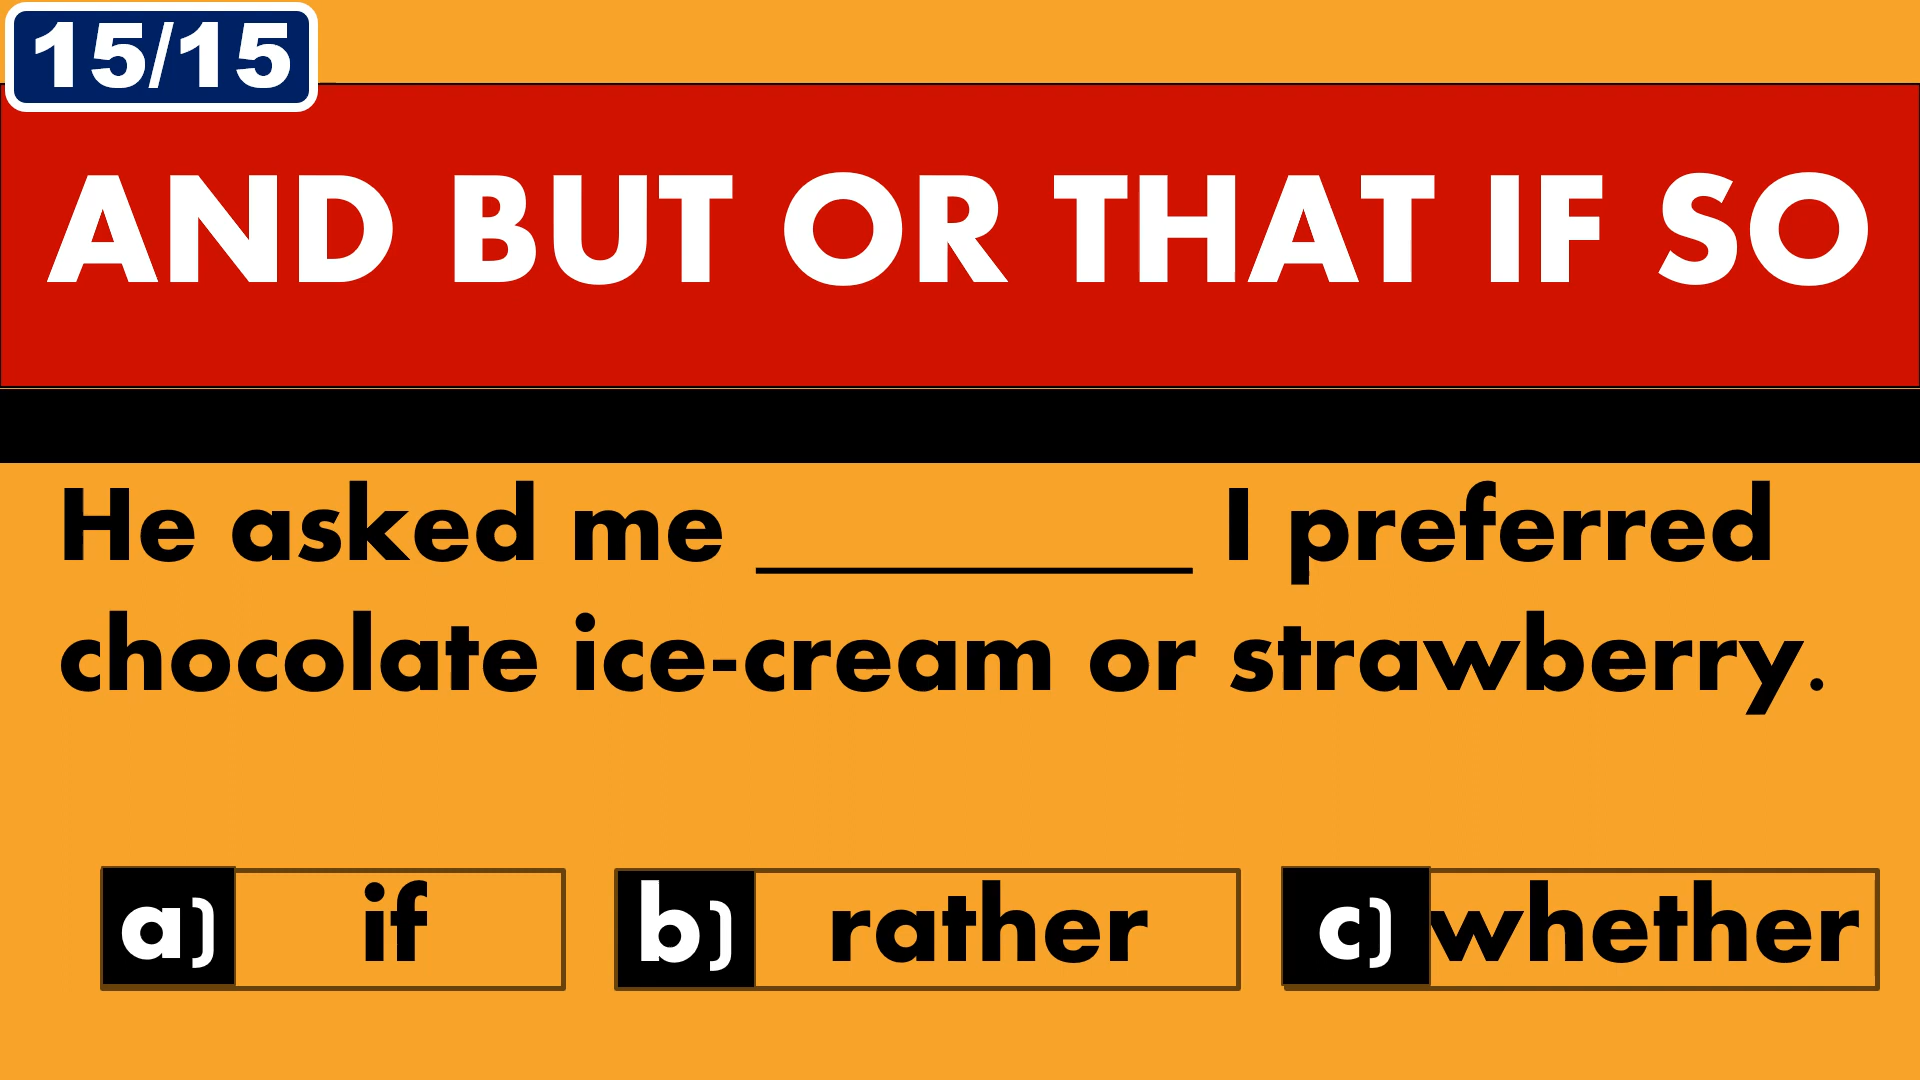 15/15
AND BUT OR THAT IF SO
He asked me __________ I preferred
chocolate ice-cream or strawberry.
a) if b) rather c) whether